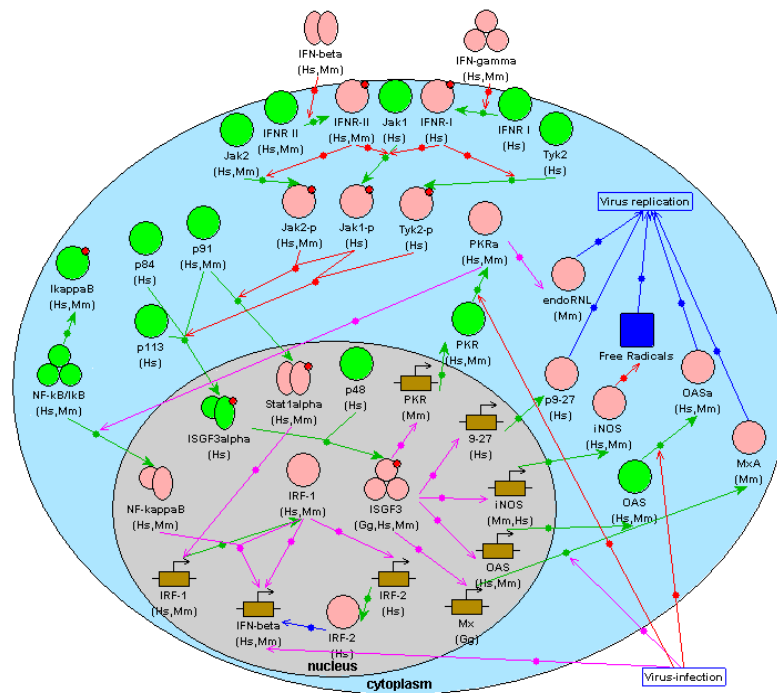 IFN-beta
(Hs,Mm)
IFN-gamma
(Hs,Mm)
Jak2
(Hs,Mm)
IFNR II
(Hs,Mm)
IFNR-II
(Hs,Mm)
Jak1
(Hs)
IFNR-I
(Hs)
IFNR I
(Hs)
Tyk2
(Hs)
Virus replication
Jak2-p
(Hs,Mm)
Jak1-p
(Hs)
Tyk2-p
(Hs)
PKRa
(Hs,Mm)
endoRNL
(Mm)
IkappaB
(Hs,Mm)
p84
(Hs)
p91
(Hs,Mm)
p113
(Hs)
PKR
(Hs,Mm)
Free Radicals
NF-kB/IkB
(Hs,Mm)
ISGF3alpha
(Hs)
Stat1alpha
(Hs,Mm)
p48
(Hs)
PKR
(Mm)
9-27
(Hs)
p9-27
(Hs)
iNOS
(Hs,Mm)
OASa
(Hs,Mm)
MxA
(Mm)
NF-kappaB
(Hs,Mm)
IRF-1
(Hs,Mm)
ISGF3
(Gg,Hs,Mm)
iNOS
(Mm,Hs)
OAS
(Hs,Mm)
OAS
(Hs,Mm)
IRF-1
(Hs,Mm)
IFN-beta
(Hs,Mm)
IRF-2
(Hs)
IRF-2
(Hs)
Mx
(Gg)
nucleus
cytoplasm
Virus-infection